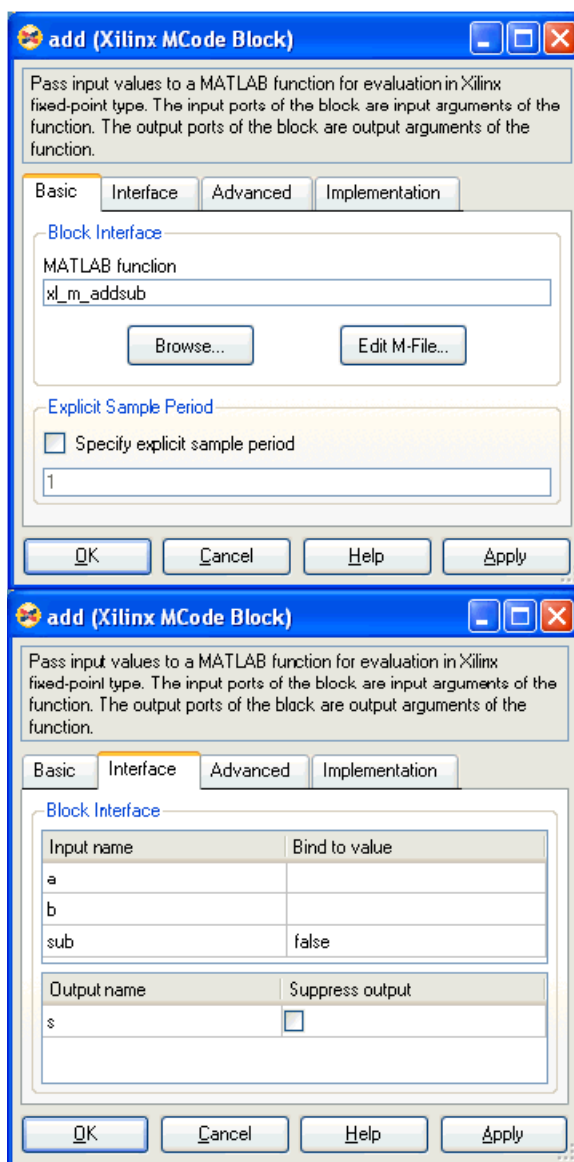 add (Xilinx MCode Block)
Pass input values to a MATLAB function for evaluation in Xilinx
fixed-point type. The input ports of the block are input arguments of the
function. The output ports of the block are output arguments of the
function.
Basic Interface Advanced Implementation
Block Interface
MATLAB function
xl_m_addsub
Browse... Edit M-File...
Explicit Sample Period
Specify explicit sample period
1
OK Cancel Help Apply
add (Xilinx MCode Block)
Pass input values to a MATLAB function for evaluation in Xilinx
fixed-point type. The input ports of the block are input arguments of the
function. The output ports of the block are output arguments of the
function.
Basic Interface Advanced Implementation
Block Interface
Input name Bind to value
a
b
sub false
Output name Suppress output
s
OK Cancel Help Apply